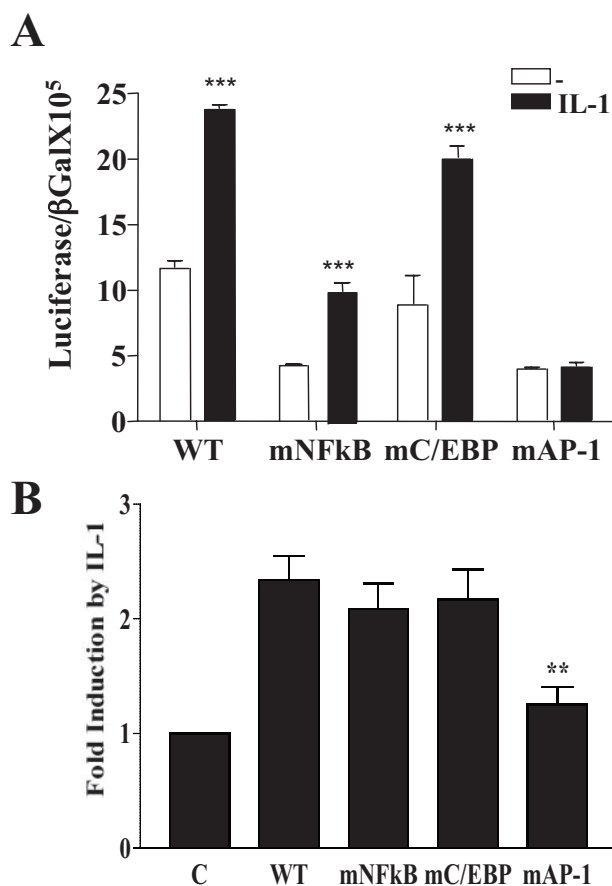 A
Luciferase/βGalX10⁵
-
IL-1
25
20
15
10
5
0
***
***
***
WT mNFkB mC/EBP mAP-1
B
Fold Induction by IL-1
3
2
1
0
**
C WT mNFkB mC/EBP mAP-1